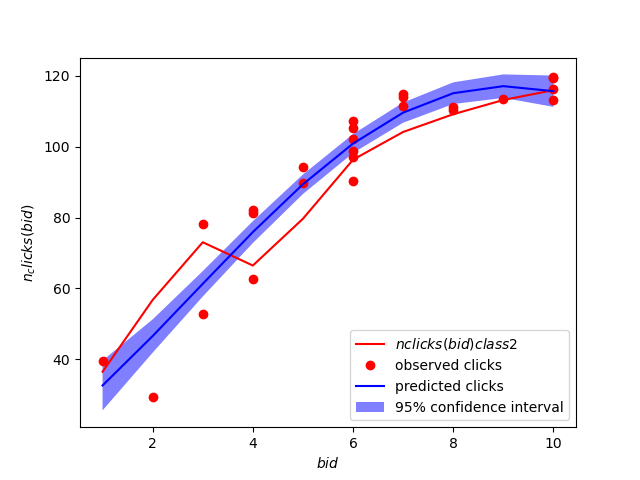 120
100
80
60
40
n_clicks(bid)
2
4
6
8
10
bid
nclicks(bid)class2
observed clicks
predicted clicks
95% confidence interval